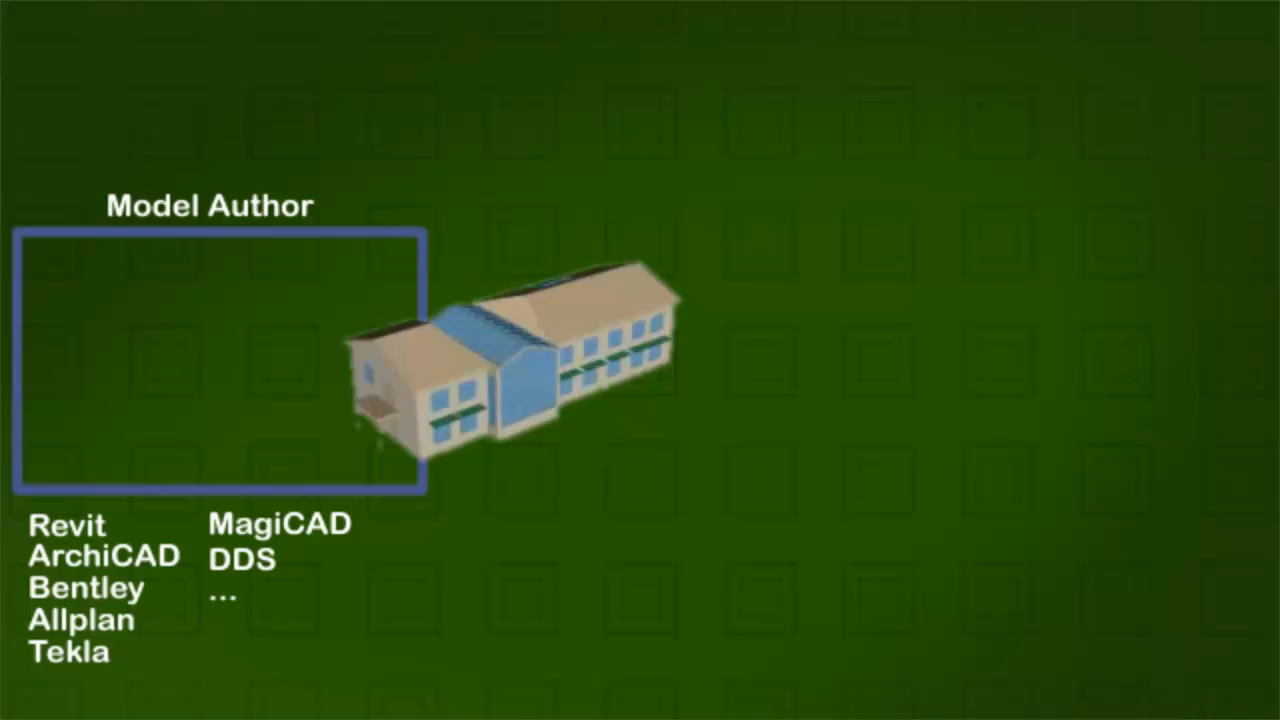 Model Author
Revit
ArchiCAD
Bentley
Allplan
Tekla
MagiCAD
DDS
...